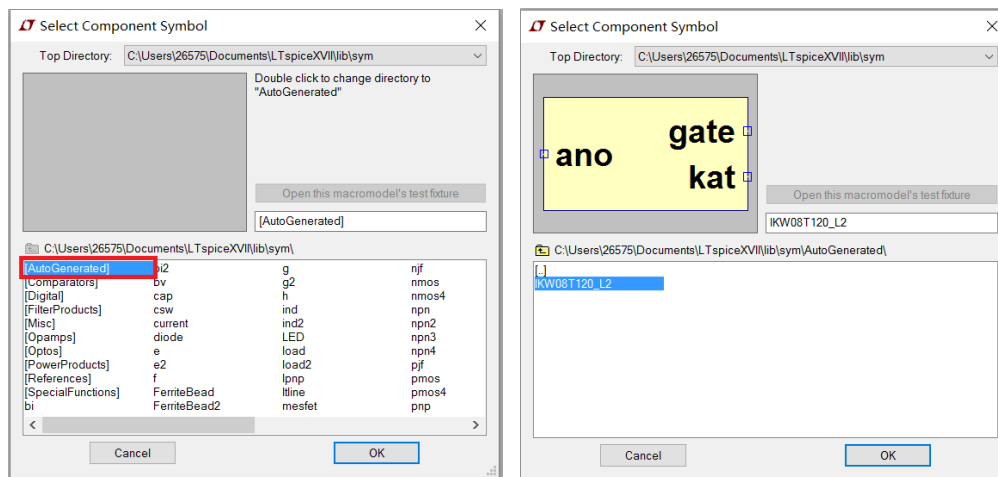 Select Component Symbol
Top Directory: C:\Users\26575\Documents\LTspiceXVII\lib\sym
Double click to change directory to
"AutoGenerated"
Open this macromodel's test fixture
[AutoGenerated]
C:\Users\26575\Documents\LTspiceXVII\lib\sym\
[AutoGenerated] bi2 g njf
[Comparators] bv g2 nmos
[Digital] cap h nmos4
[FilterProducts] csw ind npn
[Misc] current ind2 npn2
[Opamps] diode LED npn3
[Optos] e load npn4
[PowerProducts] e2 load2 pjf
[References] f lpnp pmos
[SpecialFunctions] FerriteBead ltline pmos4
bi FerriteBead2 mesfet pnp
Cancel OK
Select Component Symbol
Top Directory: C:\Users\26575\Documents\LTspiceXVII\lib\sym
gate
ano
kat
Open this macromodel's test fixture
IKW08T120_L2
C:\Users\26575\Documents\LTspiceXVII\lib\sym\AutoGenerated\
[..]
IKW08T120_L2
Cancel OK